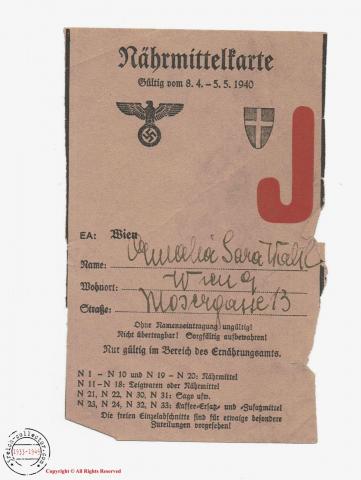 Nährmittelkarte
Gültig vom 8. 4. – 5. 5. 1940
J
EA: Wien
Name: Amalia Sara
Wohnort: Wien 9
Straße: Mosergasse 13
Ohne Namenseintragung ungültig!
Nicht übertragbar! Sorgfältig aufbewahren!
Nur gültig im Bereich des Ernährungsamts.
N 1 – N 10 und N 19 – N 20: Nährmittel
N 11 – N 18: Teigwaren oder Nährmittel
N 21, N 22, N 30, N 31: Sago usw.
N 23, N 24, N 32, N 33: Kaffee-Ersatz- und -Zusatzmittel
Die freien Einzelabschnitte sind für etwaige besondere
Zuteilungen vorgesehen!
1933-1945
Copyright © All Rights Reserved